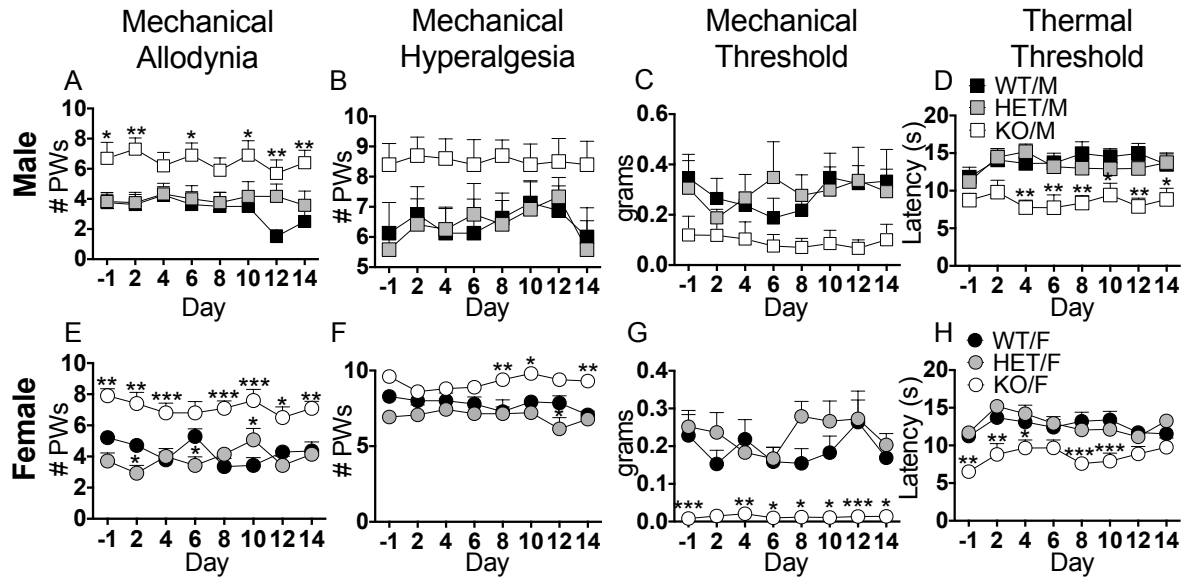 Mechanical Allodynia
Mechanical Hyperalgesia
Mechanical Threshold
Thermal Threshold
Male
A
# PWs
10
8
6
4
2
0
* ** * * ** **
-1 2 4 6 8 10 12 14
Day
B
# PWs
10
9
8
7
6
5
-1 2 4 6 8 10 12 14
Day
C
grams
0.6
0.4
0.2
0.0
-1 2 4 6 8 10 12 14
Day
D
WT/M
HET/M
KO/M
Latency (s)
20
15
10
5
0
** ** ** * ** *
-1 2 4 6 8 10 12 14
Day
Female
E
# PWs
10
8
6
4
2
0
** ** *** *** *** * **
* * *
-1 2 4 6 8 10 12 14
Day
F
# PWs
10
5
0
** * **
*
-1 2 4 6 8 10 12 14
Day
G
grams
0.4
0.3
0.2
0.1
0.0
*** ** * * * *** *
-1 2 4 6 8 10 12 14
Day
H
WT/F
HET/F
KO/F
Latency (s)
20
15
10
5
0
** ** * *** ***
-1 2 4 6 8 10 12 14
Day